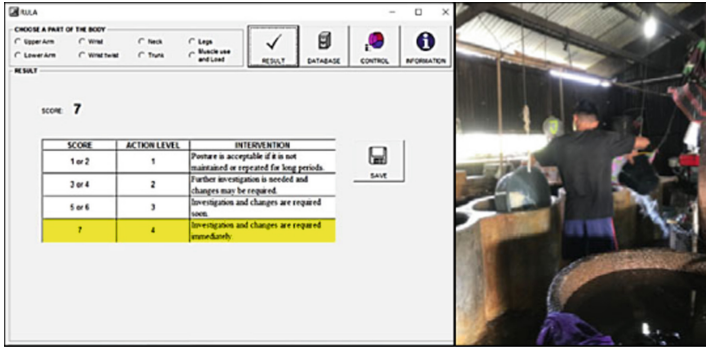 RULA
CHOOSE A PART OF THE BODY
Upper Arm
Wrist
Neck
Legs
Lower Arm
Wrist twist
Trunk
Muscle use
and Load
RESULT
DATABASE
CONTROL
INFORMATION
RESULT
SCORE: 7
SCORE ACTION LEVEL INTERVENTION
1 or 2 1 Posture is acceptable if it is not
maintained or repeated for long periods.
3 or 4 2 Further investigation is needed and
changes may be required.
5 or 6 3 Investigation and changes are required
soon.
7 4 Investigation and changes are required
immediately.
SAVE